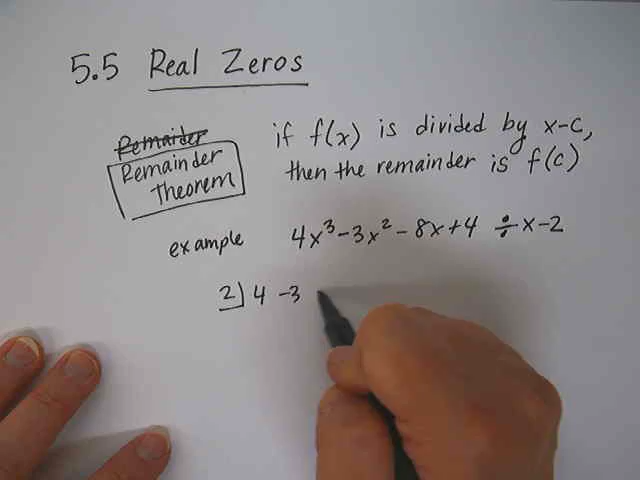 5.5 Real Zeros
Remaider
Remainder
Theorem
if f(x) is divided by x-c,
then the remainder is f(c)
example 4x³-3x²-8x+4 ÷ x-2
2) 4 -3